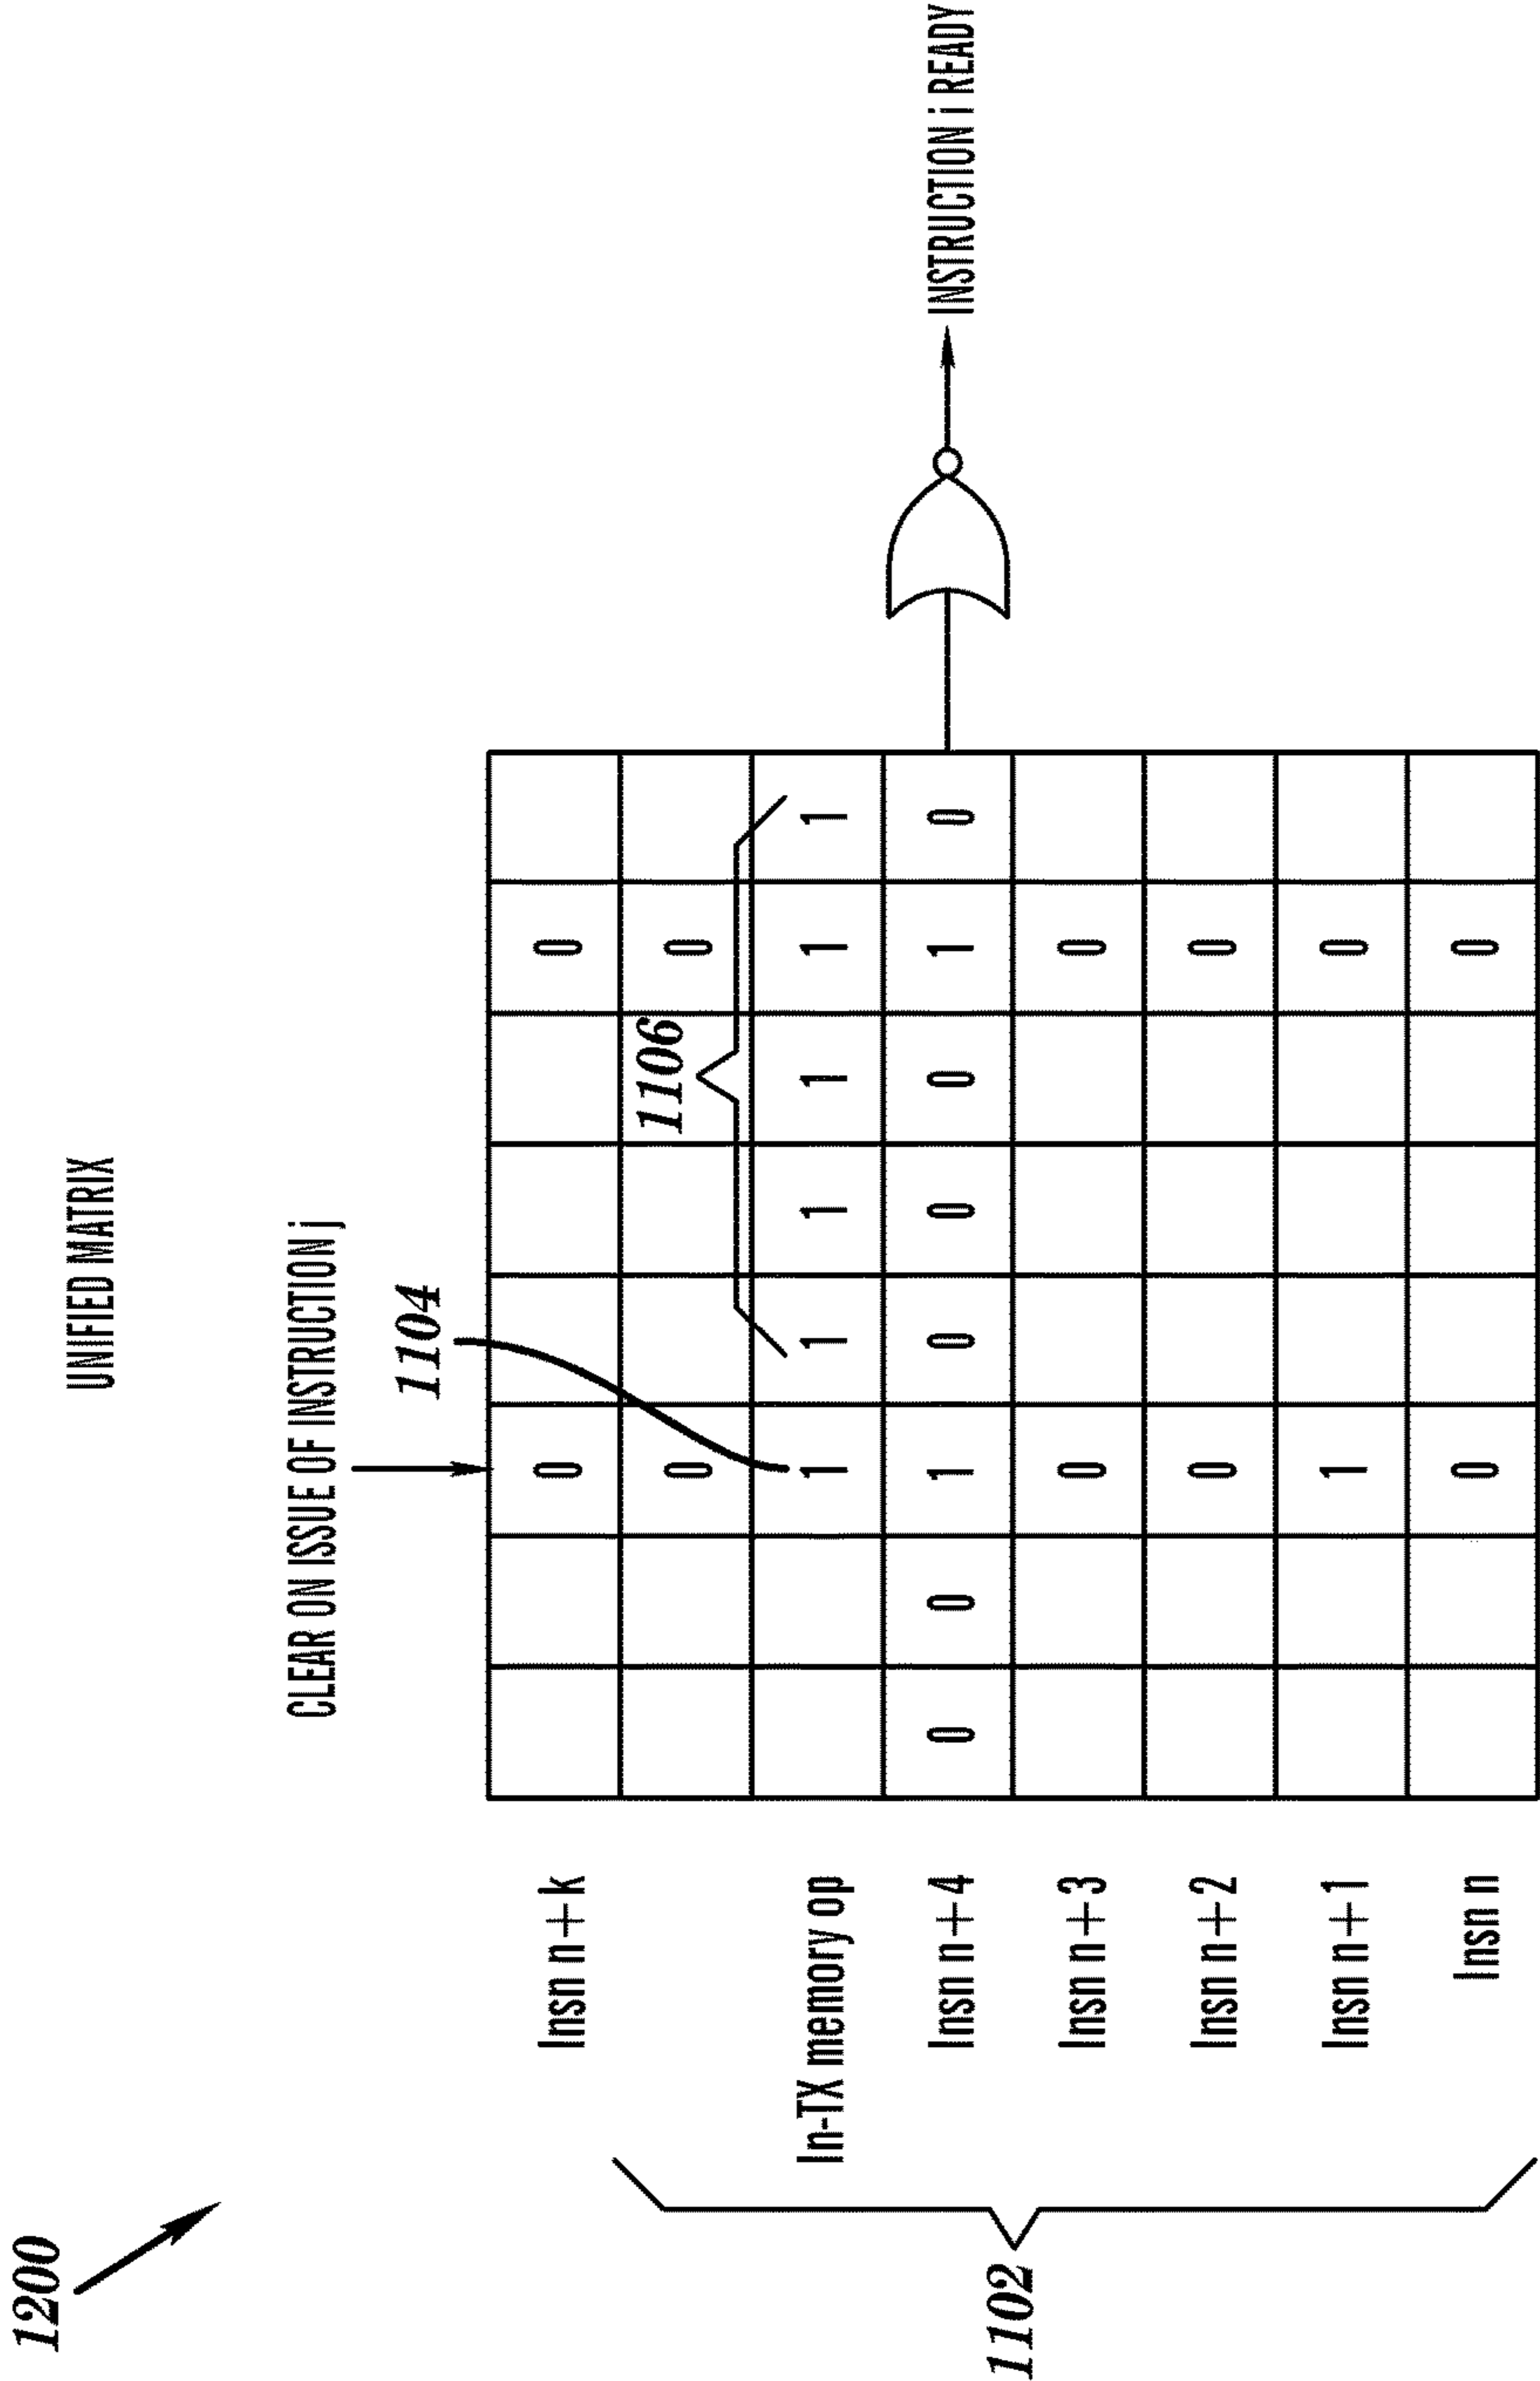 1200
UNIFIED MATRIX
CLEAR ON ISSUE OF INSTRUCTION j
1104
Insn n+k 0 0
1106
0 0
In-TX memory op 1 1 1 1 1 1
Insn n+4 0 0 1 0 0 0 1 0 INSTRUCTION i READY
1102
Insn n+3 0 0
Insn n+2 0 0
Insn n+1 1 0
Insn n 0 0